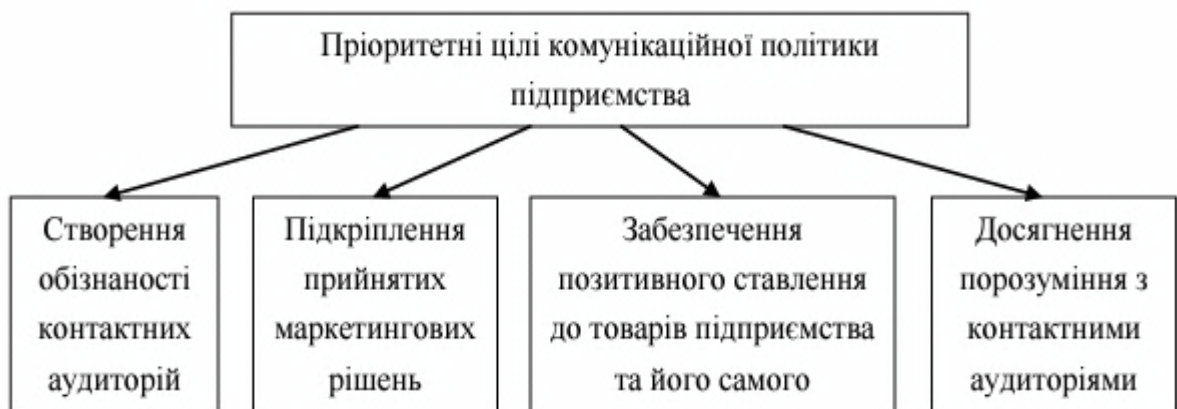 Пріоритетні цілі комунікаційної політики
підприємства
Створення
обізнаності
контактних
аудиторій
Підкріплення
прийнятих
маркетингових
рішень
Забезпечення
позитивного ставлення
до товарів підприємства
та його самого
Досягнення
порозуміння з
контактними
аудиторіями